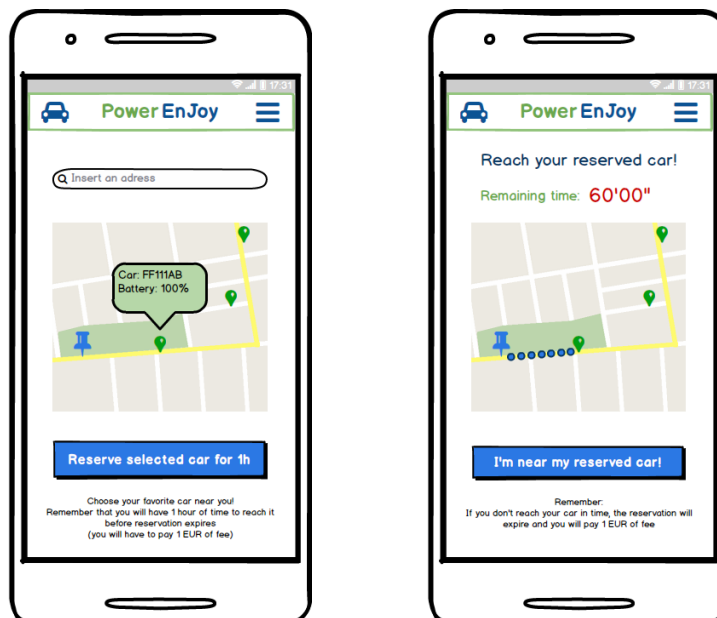 17:31
Power EnJoy
Insert an adress
Car: FF111AB
Battery: 100%
Reserve selected car for 1h
Choose your favorite car near you!
Remember that you will have 1 hour of time to reach it
before reservation expires
(you will have to pay 1 EUR of fee)
17:31
Power EnJoy
Reach your reserved car!
Remaining time: 60'00"
I'm near my reserved car!
Remember:
If you don't reach your car in time, the reservation will
expire and you will pay 1 EUR of fee